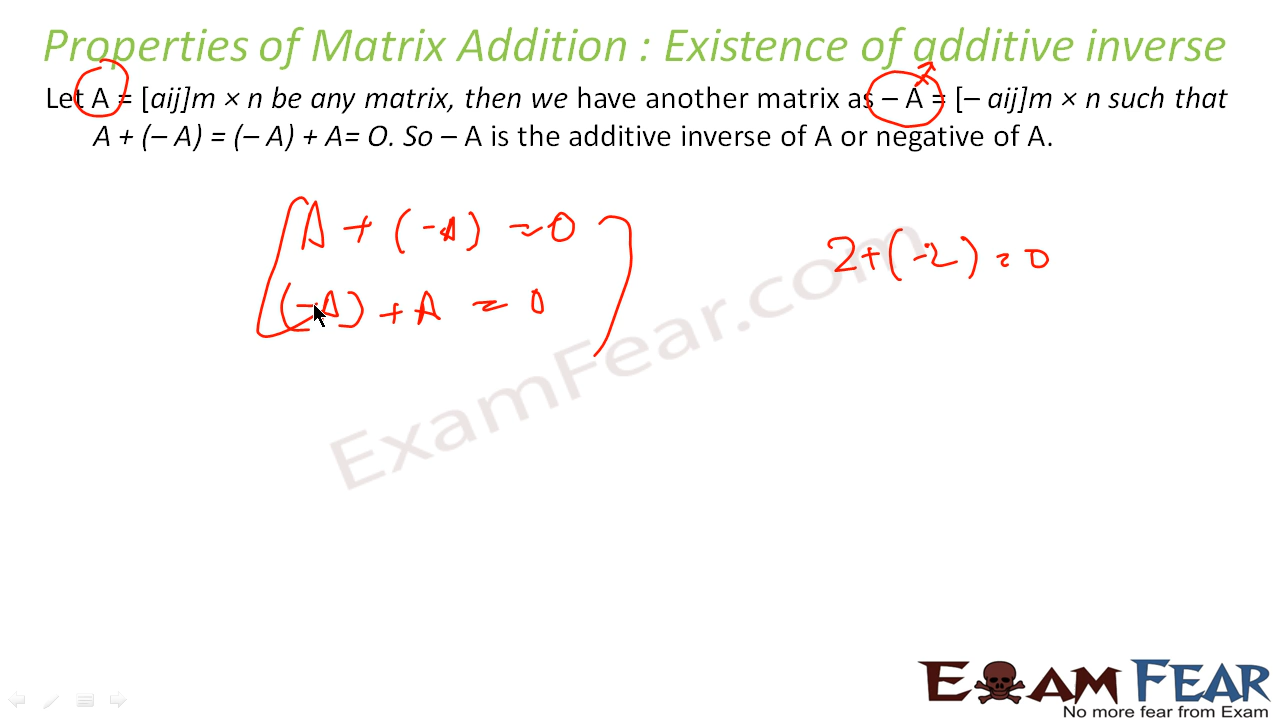 Properties of Matrix Addition : Existence of additive inverse
Let A = [aij]m × n be any matrix, then we have another matrix as – A = [– aij]m × n such that
A + (– A) = (– A) + A= O. So – A is the additive inverse of A or negative of A.
A + (-A) = 0
2+(-2) = 0
(-A) + A = 0
ExamFear.com
EXAM FEAR
No more fear from Exam